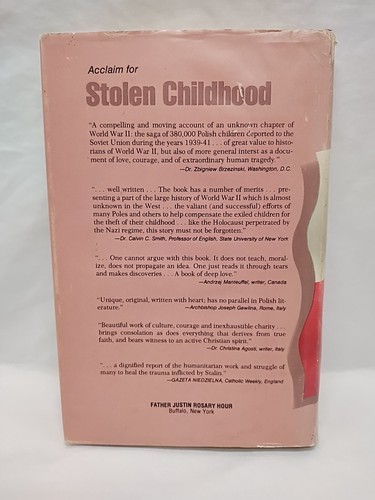 Acclaim for
Stolen Childhood
"A compelling and moving account of an unknown chapter of
World War II: the saga of 380,000 Polish children deported to the
Soviet Union during the years 1939-41 . . . of great value to histo-
rians of World War II, but also of more general interest as a docu-
ment of love, courage, and of extraordinary human tragedy."
—Dr. Zbigniew Brzezinski, Washington, D.C.
". . . well written . . . The book has a number of merits . . . pre-
senting a part of the large history of World War II which is almost
unknown in the West . . . the valiant (and successful) efforts of
many Poles and others to help compensate the exiled children for
the theft of their childhood . . . like the Holocaust perpetrated by
the Nazi regime, this story must not be forgotten."
—Dr. Calvin C. Smith, Professor of English, State University of New York
". . . One cannot argue with this book. It does not teach, moral-
ize, does not propagate an idea. One just reads it through tears
and makes discoveries . . . A book of deep love."
—Andrzej Manteuffel, writer, Canada
"Unique, original, written with heart; has no parallel in Polish lit-
erature."
—Archbishop Joseph Gawlina, Rome, Italy
"Beautiful work of culture, courage and inexhaustible charity . . .
brings consolation as does everything that derives from true
faith, and bears witness to an active Christian spirit."
—Dr. Christine Agosti, writer, Italy
". . . a dignified report of the humanitarian work and struggle of
many to heal the trauma inflicted by Stalin."
—GAZETA NIEDZIELNA, Catholic Weekly, England
FATHER JUSTIN ROSARY HOUR
Buffalo, New York